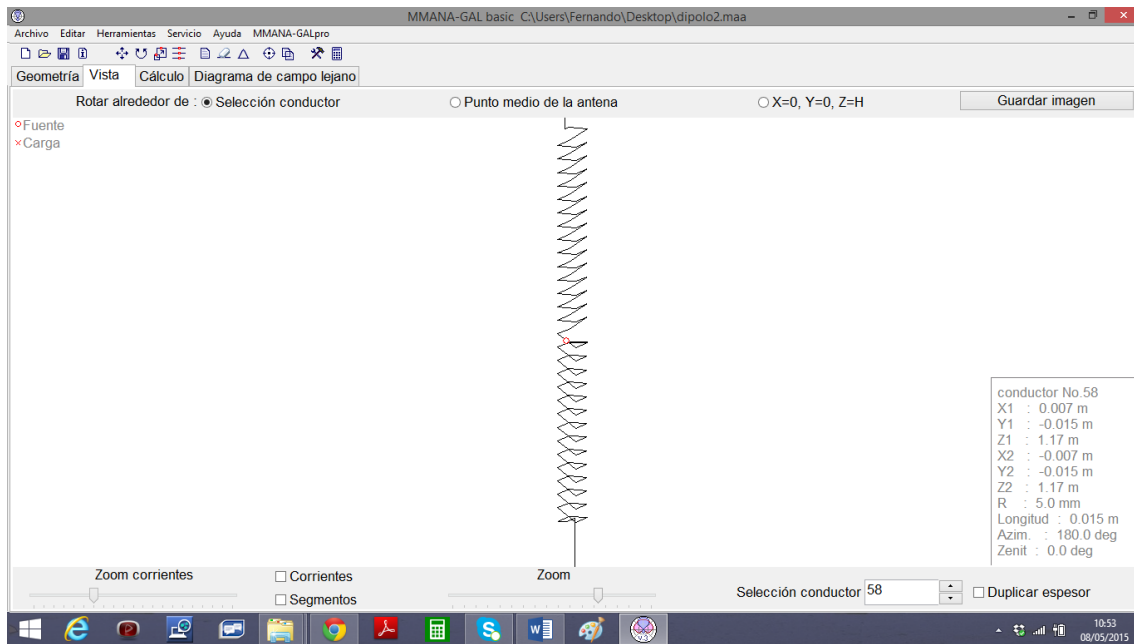 MMANA-GAL basic C:\Users\Fernando\Desktop\dipolo2.maa
Archivo Editar Herramientas Servicio Ayuda MMANA-GALpro
Geometría Vista Cálculo Diagrama de campo lejano
Rotar alrededor de : Selección conductor Punto medio de la antena X=0, Y=0, Z=H Guardar imagen
Fuente
Carga
conductor No.58
X1 : 0.007 m
Y1 : -0.015 m
Z1 : 1.17 m
X2 : -0.007 m
Y2 : -0.015 m
Z2 : 1.17 m
R : 5.0 mm
Longitud : 0.015 m
Azim. : 180.0 deg
Zenit : 0.0 deg
Zoom corrientes Corrientes Zoom
Segmentos Selección conductor 58 Duplicar espesor
10:53
08/05/2015